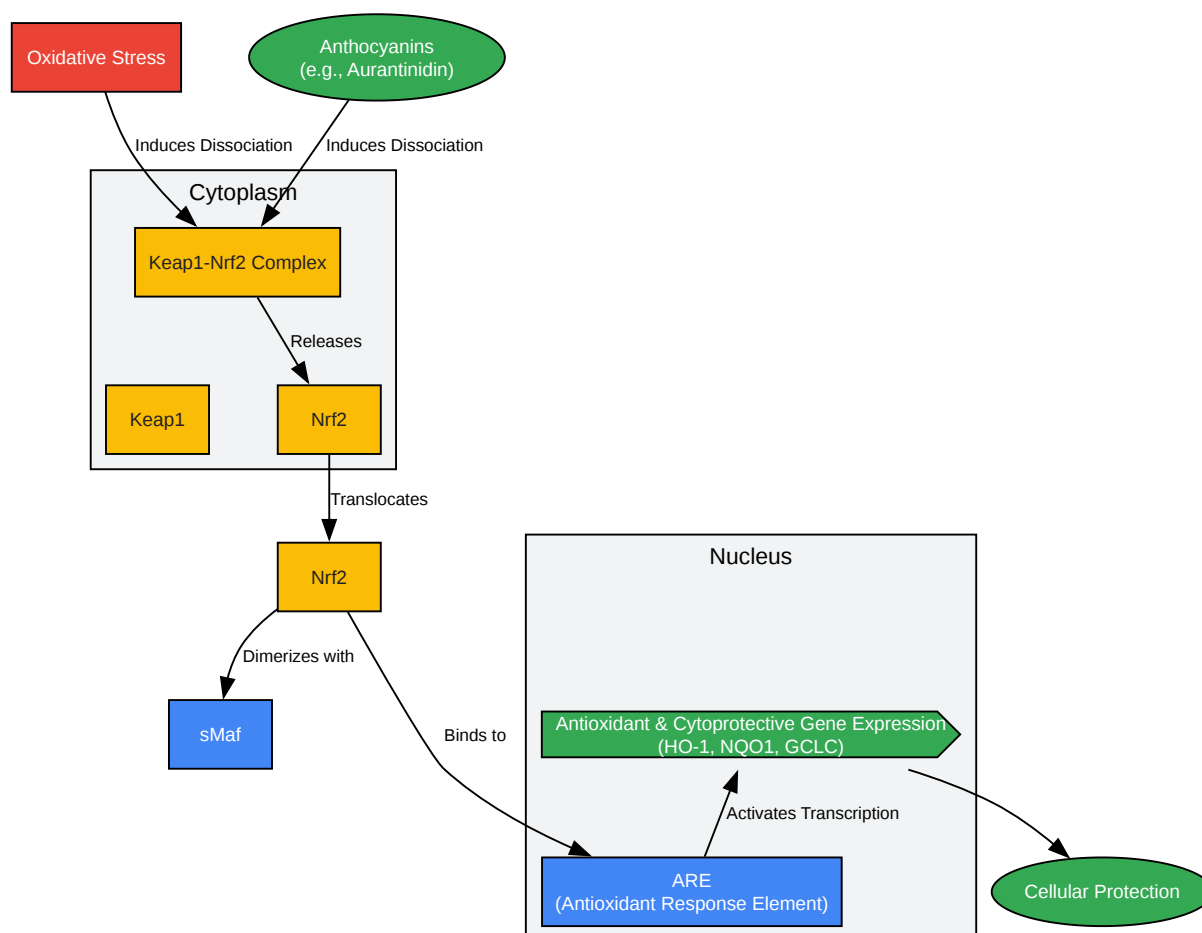 Oxidative Stress
Anthocyanins
(e.g., Aurantinidin)
Induces Dissociation
Induces Dissociation
Cytoplasm
Keap1-Nrf2 Complex
Releases
Keap1
Nrf2
Translocates
Nrf2
Nucleus
Dimerizes with
sMaf
Binds to
Antioxidant & Cytoprotective Gene Expression
(HO-1, NQO1, GCLC)
Activates Transcription
ARE
(Antioxidant Response Element)
Cellular Protection